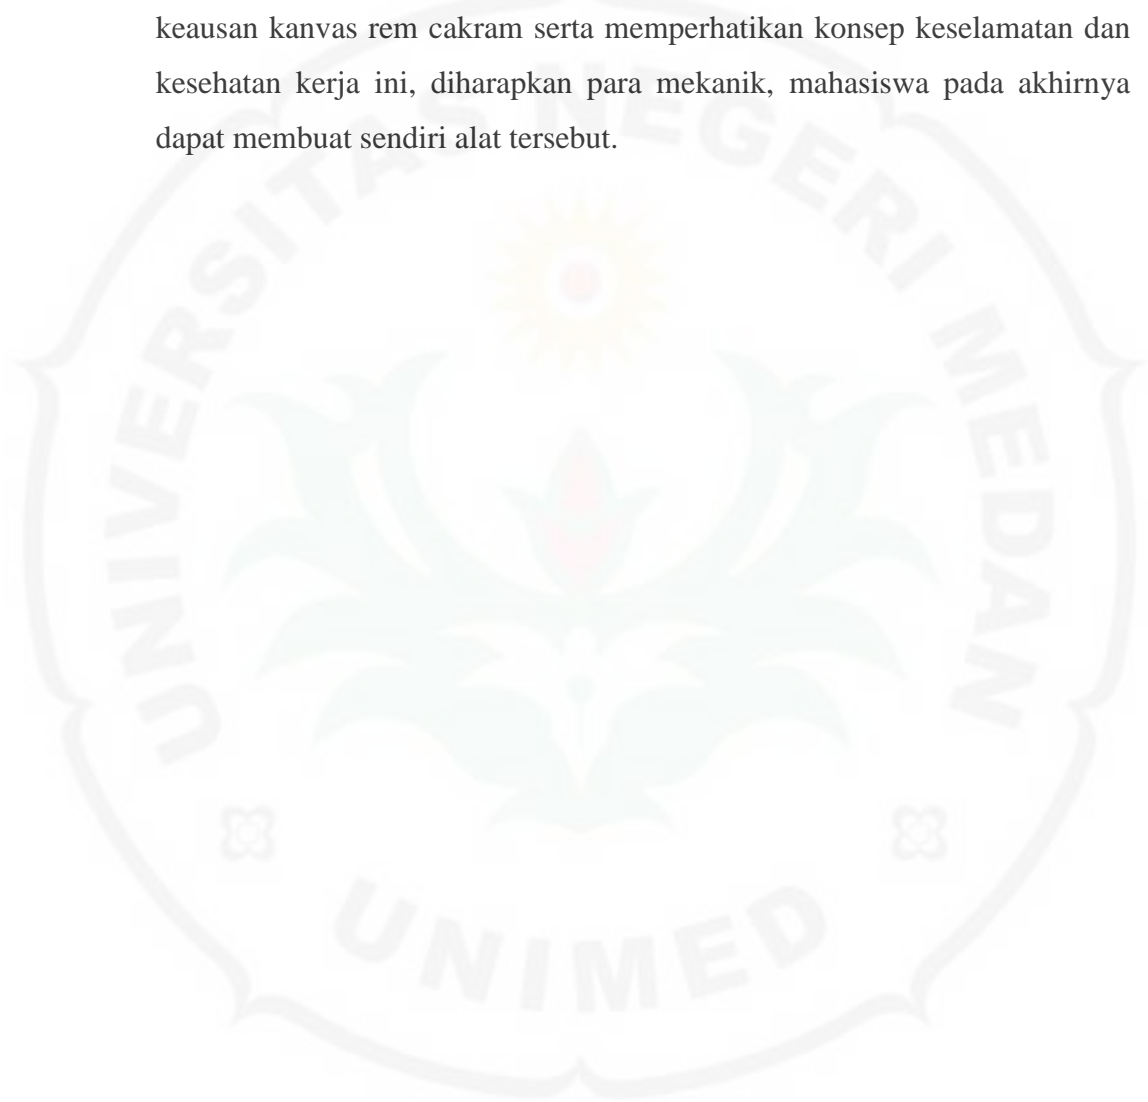 keausan kanvas rem cakram serta memperhatikan konsep keselamatan dan
kesehatan kerja ini, diharapkan para mekanik, mahasiswa pada akhirnya
dapat membuat sendiri alat tersebut.
UNIVERSITAS NEGERI MEDAN
UNIMED